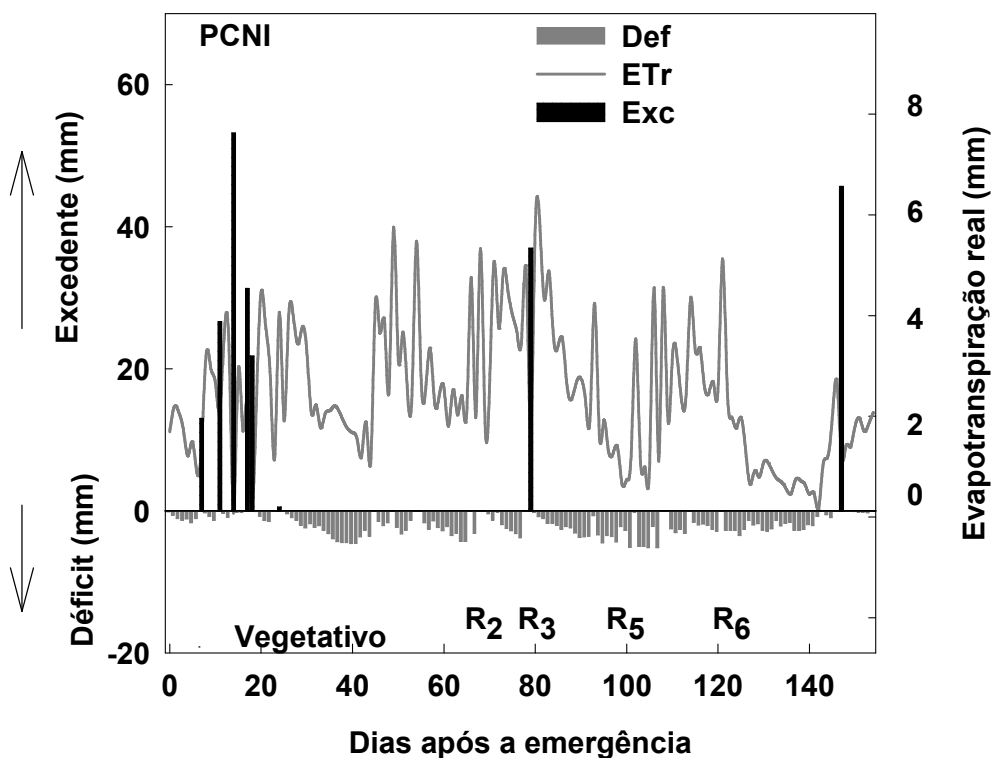 PCNI
Def
ETr
Exc
Excedente (mm)
Déficit (mm)
60
40
20
0
-20
8
6
4
2
0
Evapotranspiração real (mm)
Vegetativo
R2 R3 R5 R6
0 20 40 60 80 100 120 140
Dias após a emergência